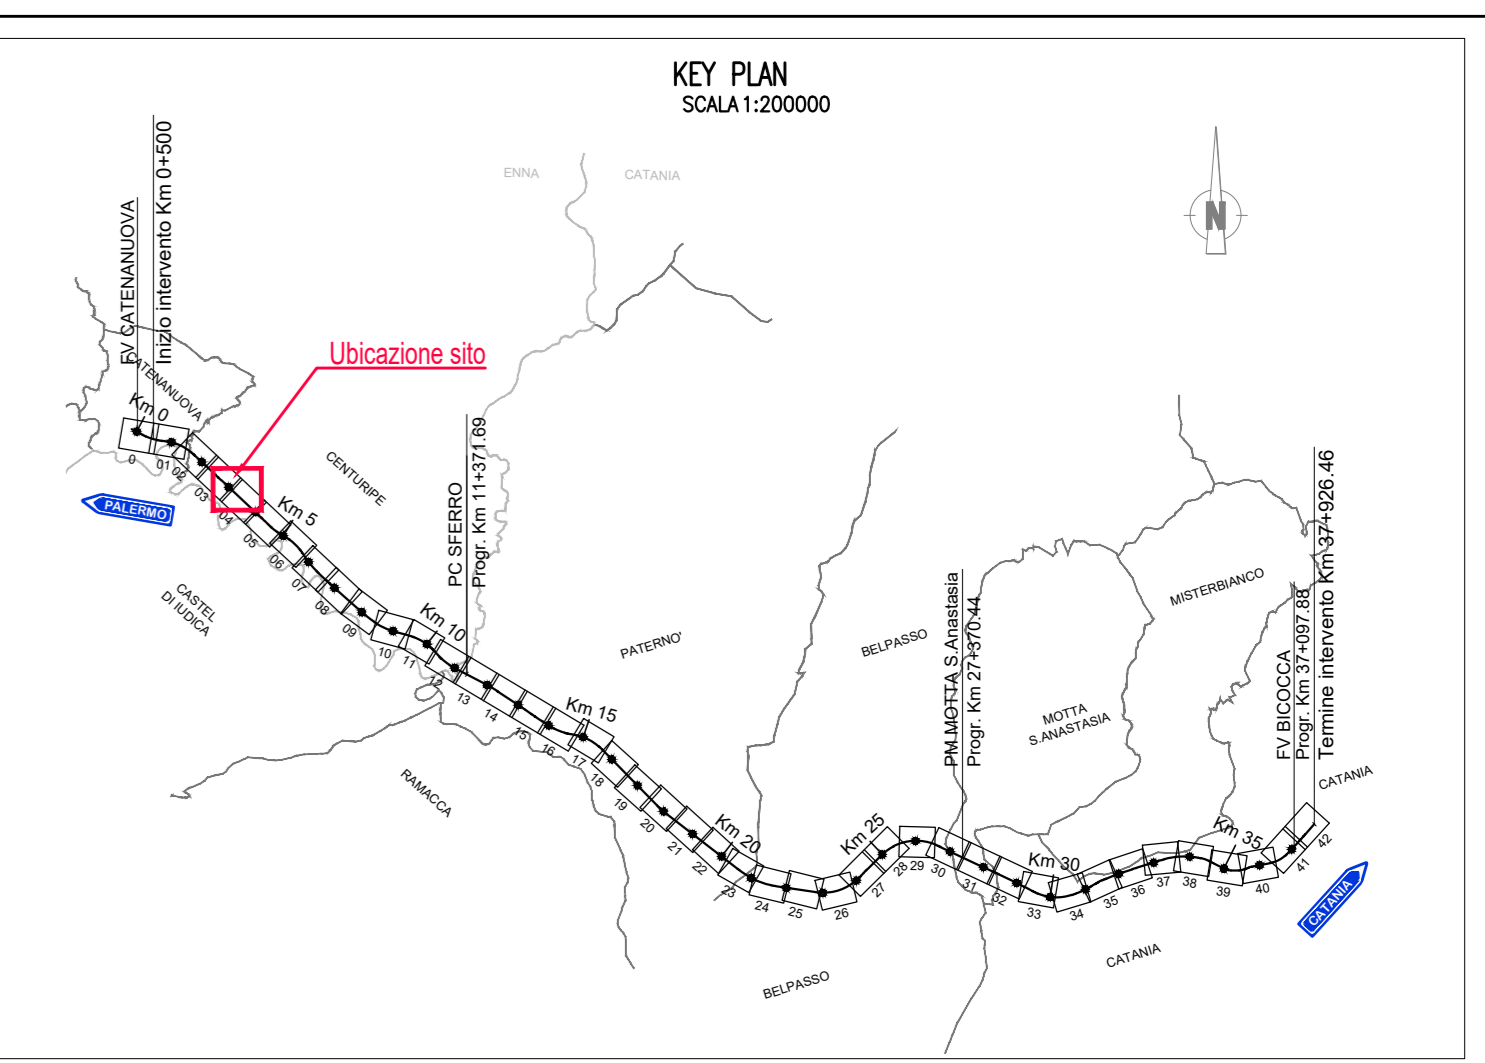 KEY PLAN
SCALA 1:200000
ENNA
CATANIA
N
FV CATENANUOVA
Inizio intervento Km 0+500
CATENANUOVA
Ubicazione sito
Km 0
0
01
02
03
04
05
06
07
08
09
10
11
12
13
14
15
16
17
18
19
20
21
22
23
24
25
26
27
28
29
30
31
32
33
34
35
36
37
38
39
40
41
42
PALERMO
CENTURIPE
Km 5
CASTEL
DI IUDICA
PC SFERRO
Progr. Km 11+371.69
Km 10
PATERNO'
Km 15
RAMACCA
Km 20
BELPASSO
BELPASSO
Km 25
PM MOTTA S.Anastasia
Progr. Km 27+370.44
Km 30
MOTTA
S.ANASTASIA
MISTERBIANCO
Km 35
FV BICOCCA
Progr. Km 37+097.88
Termine intervento Km 37+926.46
CATANIA
CATANIA
CATANIA